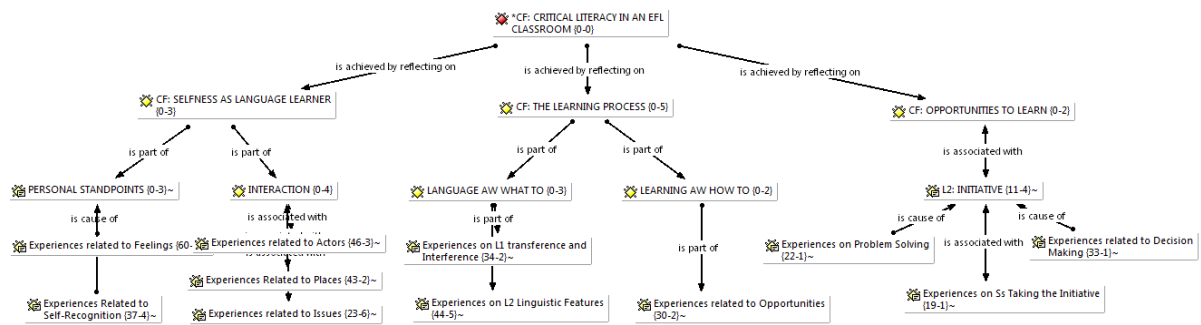 *CF: CRITICAL LITERACY IN AN EFL
CLASSROOM {0-0}
is achieved by reflecting on
is achieved by reflecting on
is achieved by reflecting on
CF: SELFNESS AS LANGUAGE LEARNER
{0-3}
CF: THE LEARNING PROCESS {0-5}
CF: OPPORTUNITIES TO LEARN {0-2}
is part of
is part of
is part of
is part of
is associated with
PERSONAL STANDPOINTS {0-3}~
INTERACTION {0-4}
LANGUAGE AW WHAT TO {0-3}
LEARNING AW HOW TO {0-2}
L2: INITIATIVE {11-4}~
is cause of
is associated with
is part of
is cause of
is cause of
Experiences related to Feelings {60-
Experiences related to Actors {46-3}~
is associated with
Experiences on L1 transference and
Interference {34-2}~
is part of
Experiences on Problem Solving
{22-1}~
is associated with
Experiences related to Decision
Making {33-1}~
Experiences Related to Places {43-2}~
Experiences Related to
Self-Recognition {37-4}~
Experiences related to Issues {23-6}~
Experiences on L2 Linguistic Features
{44-5}~
Experiences related to Opportunities
{30-2}~
Experiences on Ss Taking the Initiative
{19-1}~